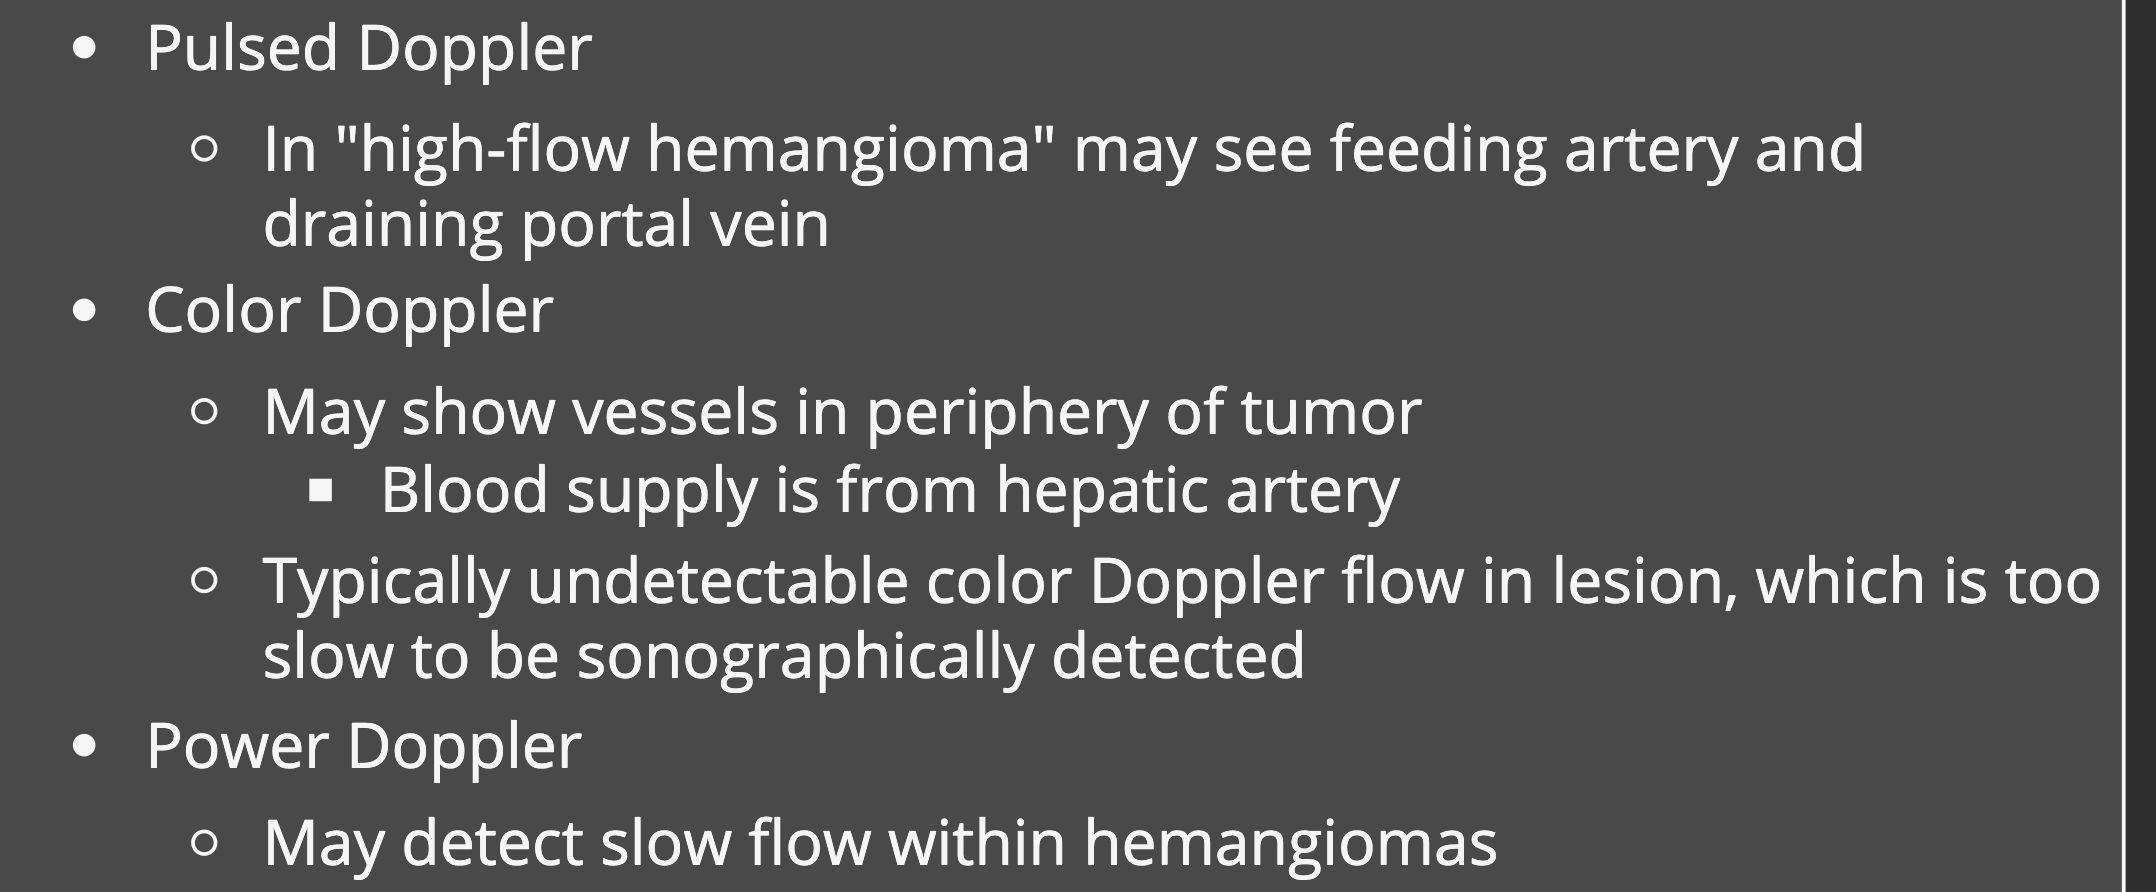 • Pulsed Doppler
○ In "high-flow hemangioma" may see feeding artery and
draining portal vein
• Color Doppler
○ May show vessels in periphery of tumor
▪ Blood supply is from hepatic artery
○ Typically undetectable color Doppler flow in lesion, which is too
slow to be sonographically detected
• Power Doppler
○ May detect slow flow within hemangiomas